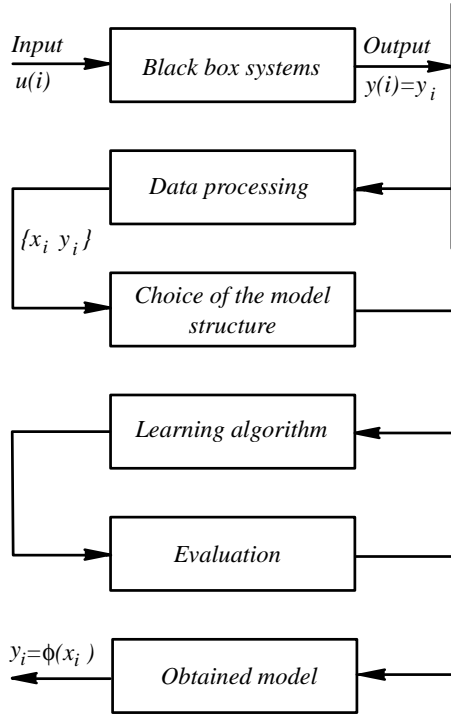 Input
Output
Black box systems
u(i)
y(i)=y_i
Data processing
{x_i y_i}
Choice of the model
structure
Learning algorithm
Evaluation
y_i=ϕ(x_i )
Obtained model